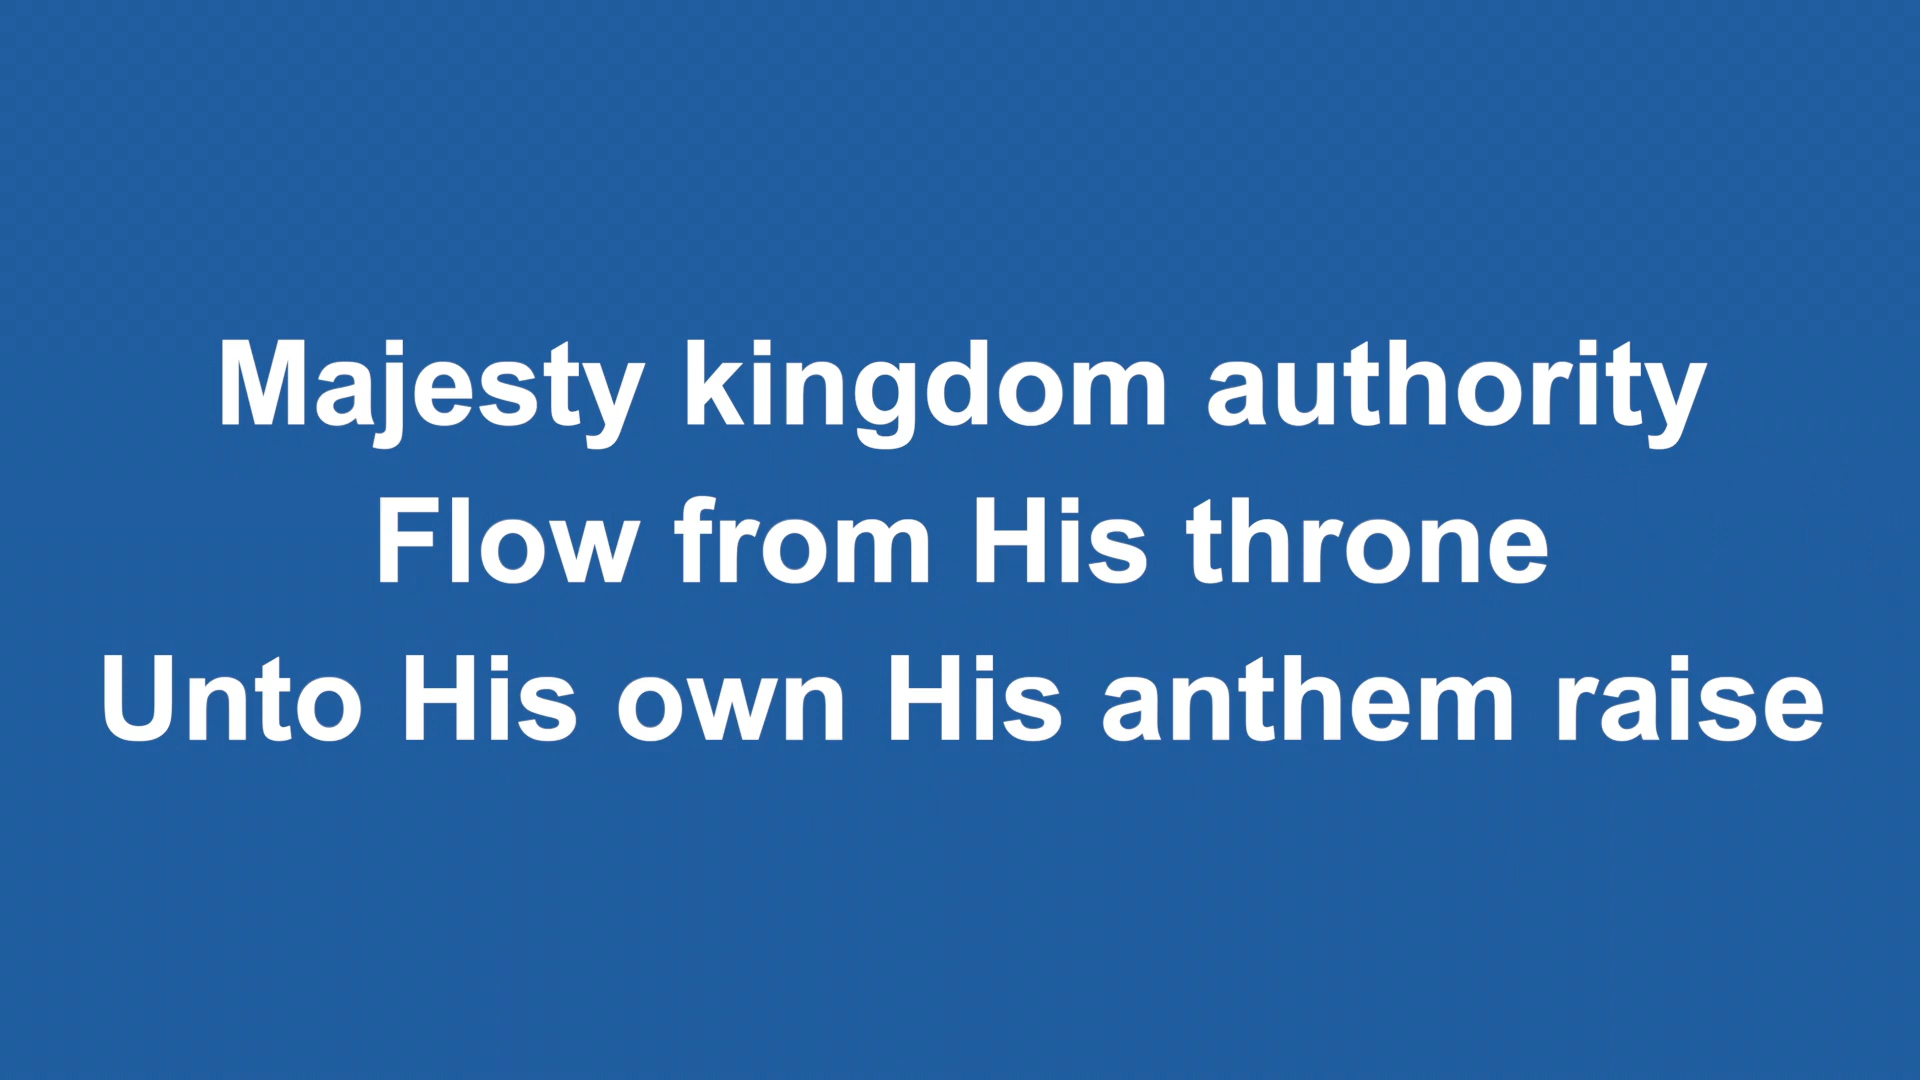 Majesty kingdom authority
Flow from His throne
Unto His own His anthem raise